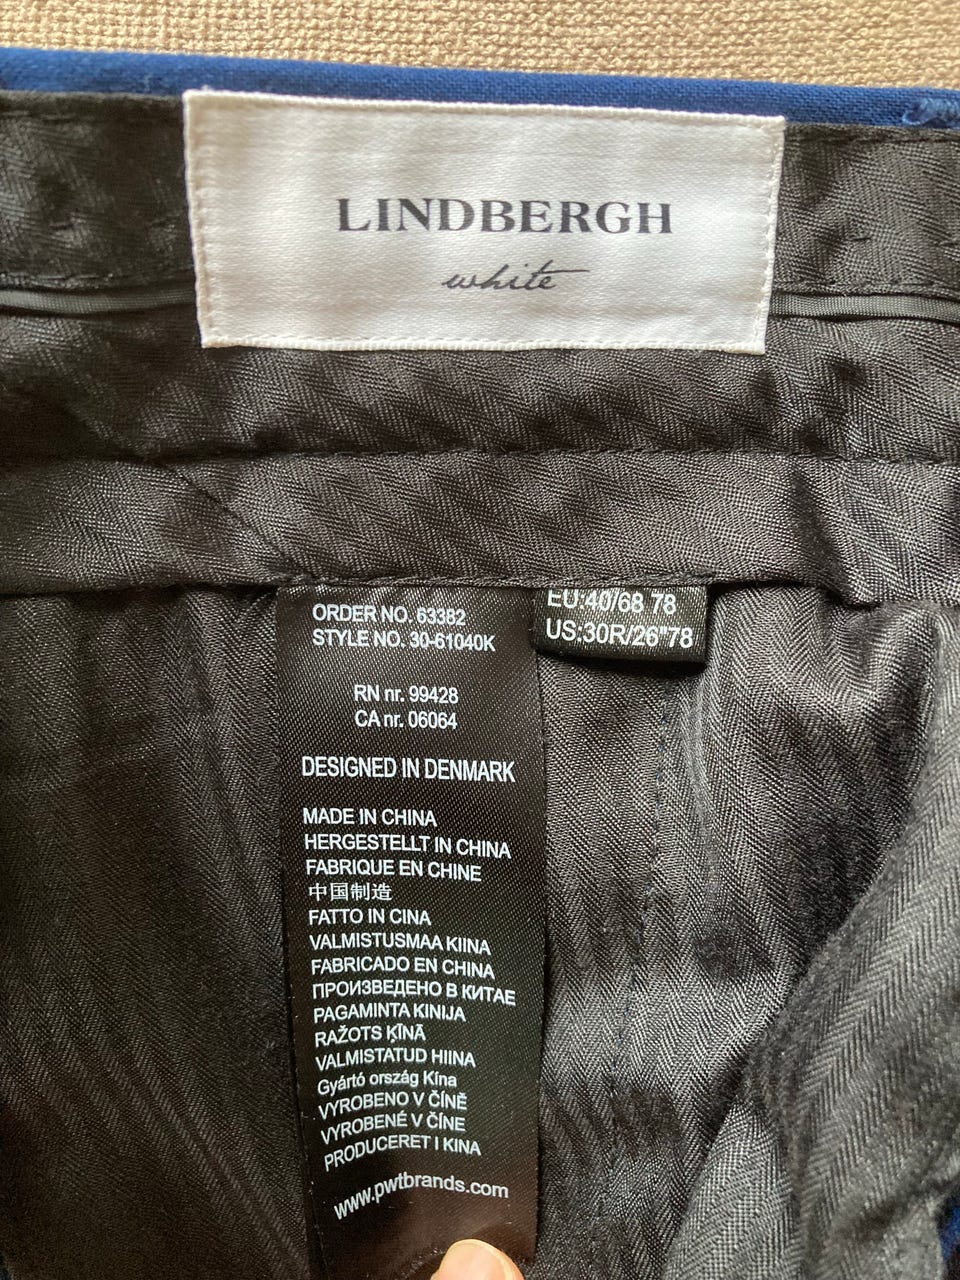 LINDBERGH
white
ORDER NO. 63382
STYLE NO. 30-61040K
EU:40/68 78
US:30R/26"78
RN nr. 99428
CA nr. 06064
DESIGNED IN DENMARK
MADE IN CHINA
HERGESTELLT IN CHINA
FABRIQUE EN CHINE
中国制造
FATTO IN CINA
VALMISTUSMAA KIINA
FABRICADO EN CHINA
ПРОИЗВЕДЕНО В КИТАЕ
PAGAMINTA KINIJA
RAŽOTS ĶĪNĀ
VALMISTATUD HIINA
Gyártó ország Kína
VYROBENO V ČÍNĚ
VYROBENÉ V ČÍNE
PRODUCERET I KINA
www.pwtbrands.com